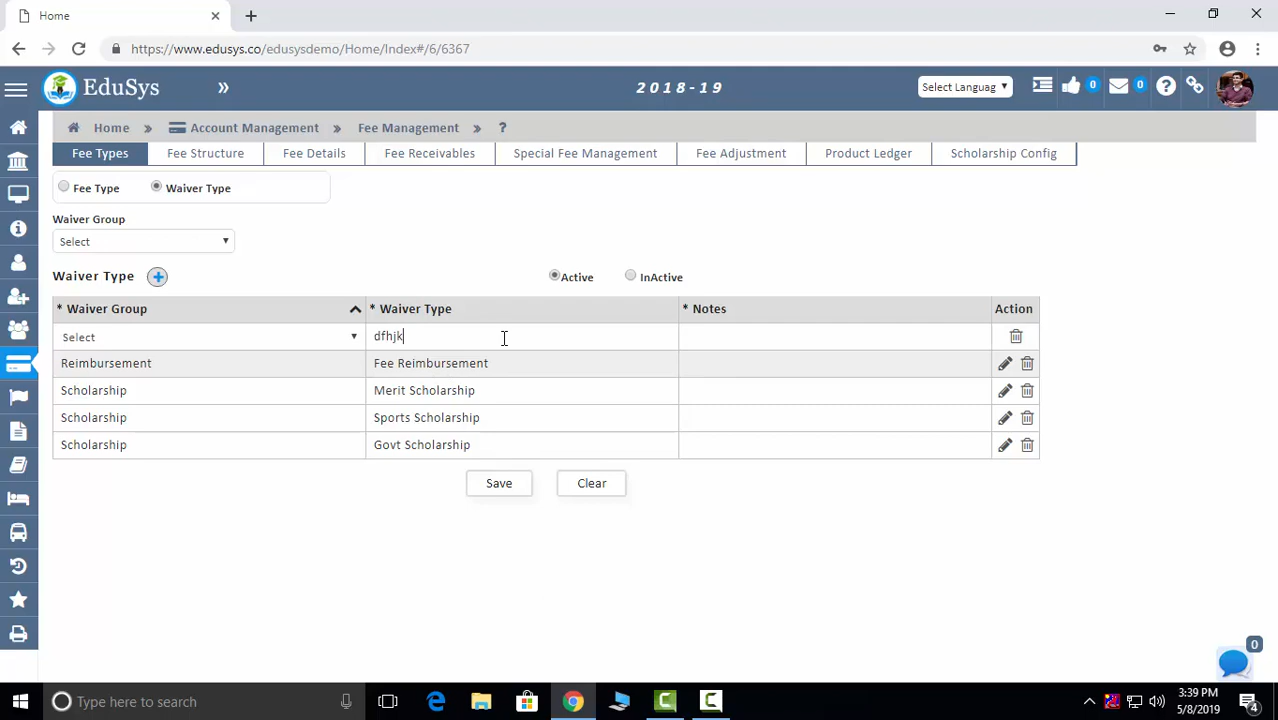 Home
https://www.edusys.co/edusysdemo/Home/Index#/6/6367
EduSys » 2018-19 Select Languag 0 0
Home » Account Management » Fee Management » ?
Fee Types Fee Structure Fee Details Fee Receivables Special Fee Management Fee Adjustment Product Ledger Scholarship Config
Fee Type Waiver Type
Waiver Group
Select
Waiver Type Active InActive
* Waiver Group * Waiver Type * Notes Action
Select dfhjk
Reimbursement Fee Reimbursement
Scholarship Merit Scholarship
Scholarship Sports Scholarship
Scholarship Govt Scholarship
Save Clear
0
Type here to search
3:39 PM
5/8/2019
4